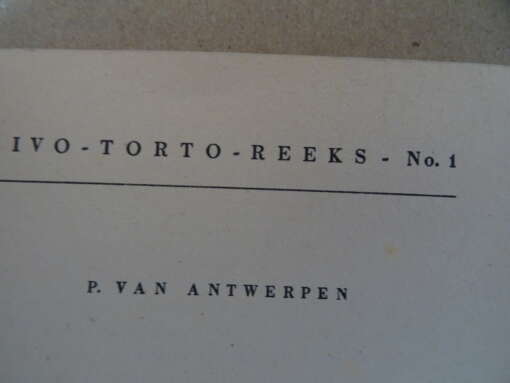 IVO-TORTO-REEKS - No. 1
P. VAN ANTWERPEN